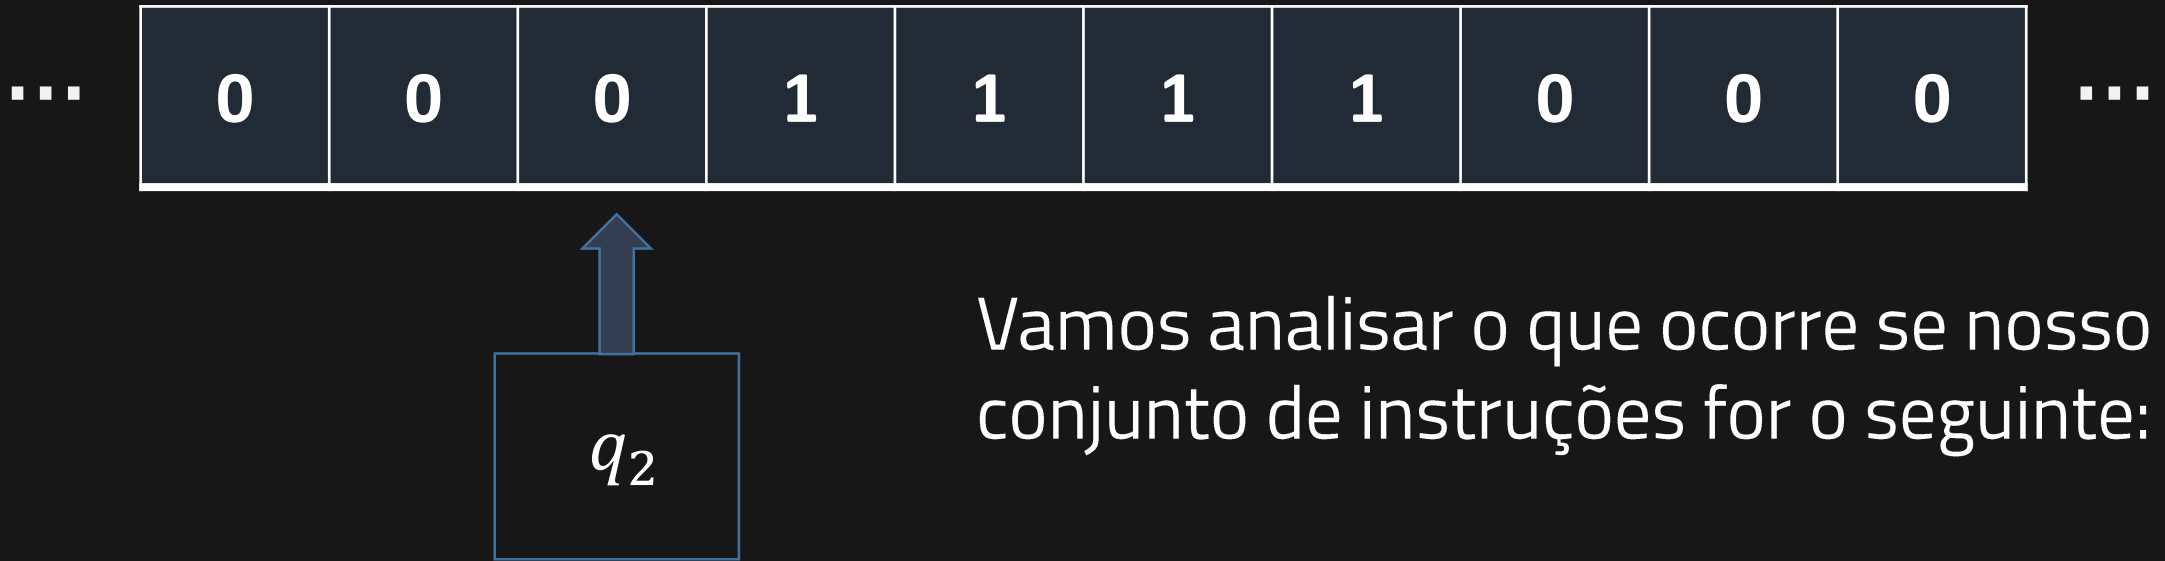 ... 0 0 0 1 1 1 1 0 0 0 ...
Vamos analisar o que ocorre se nosso
conjunto de instruções for o seguinte:
q₂